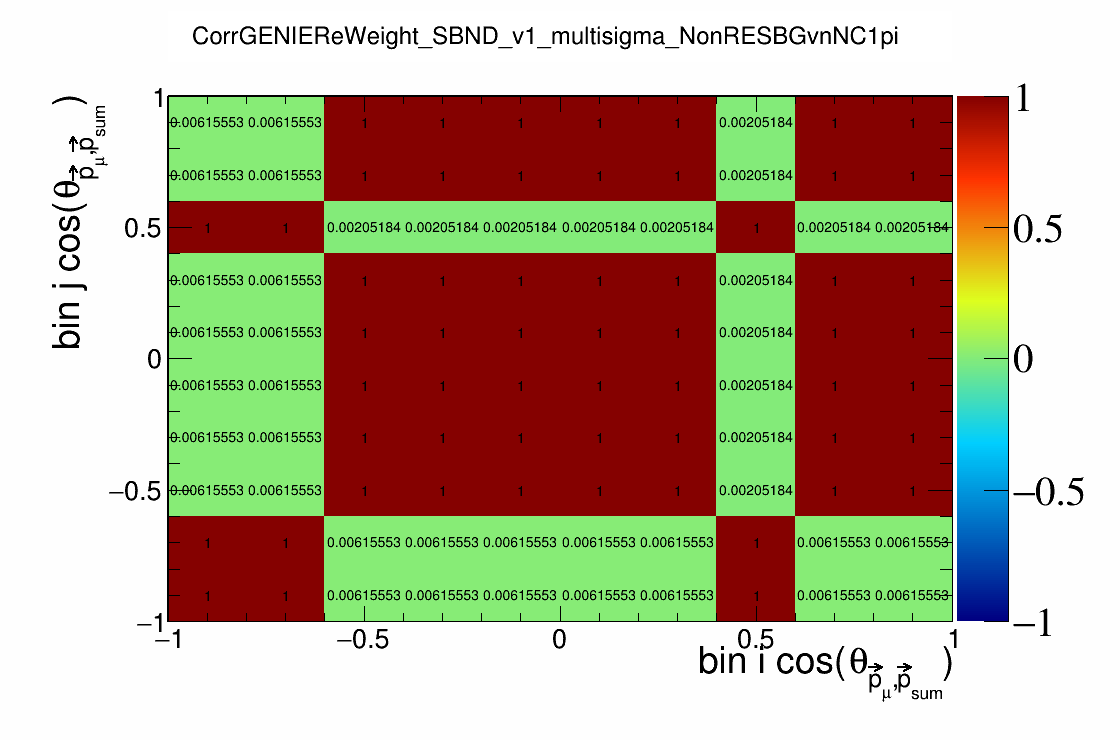 CorrGENIEReWeight_SBND_v1_multisigma_NonRESBGvnNC1pi
bin j cos(θ p⃗μ,p⃗sum)
1
0.5
0
−0.5
−1
0.00615553 0.00615553 1 1 1 1 1 0.00205184 1 1
0.00615553 0.00615553 1 1 1 1 1 0.00205184 1 1
1 1 0.00205184 0.00205184 0.00205184 0.00205184 0.00205184 1 0.00205184 0.00205184
0.00615553 0.00615553 1 1 1 1 1 0.00205184 1 1
0.00615553 0.00615553 1 1 1 1 1 0.00205184 1 1
0.00615553 0.00615553 1 1 1 1 1 0.00205184 1 1
0.00615553 0.00615553 1 1 1 1 1 0.00205184 1 1
0.00615553 0.00615553 1 1 1 1 1 0.00205184 1 1
1 1 0.00615553 0.00615553 0.00615553 0.00615553 0.00615553 1 0.00615553 0.00615553
1 1 0.00615553 0.00615553 0.00615553 0.00615553 0.00615553 1 0.00615553 0.00615553
−1 −0.5 0 0.5 1
bin i cos(θ p⃗μ,p⃗sum)
1
0.5
0
−0.5
−1